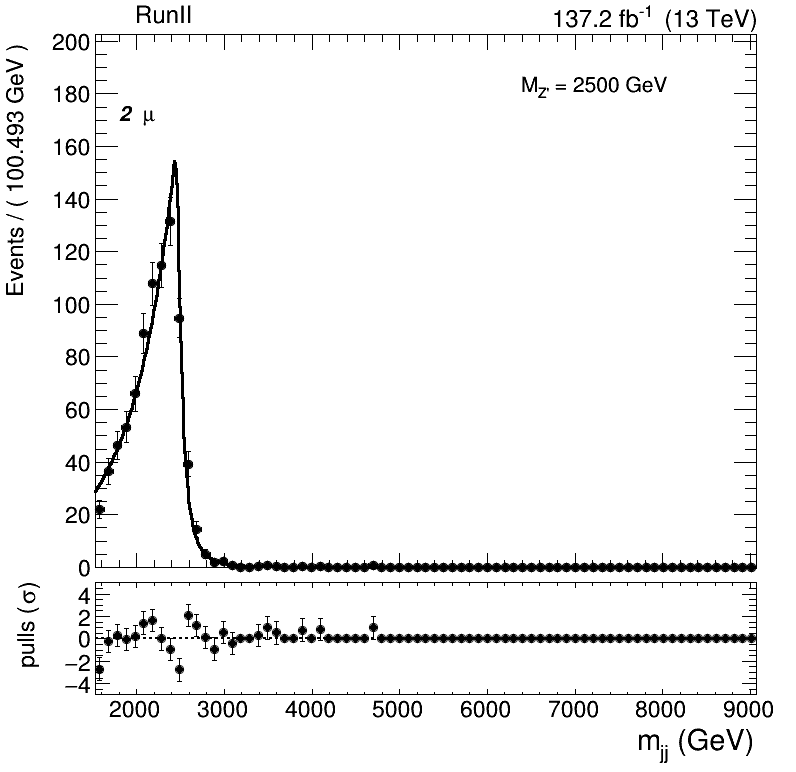 RunII 137.2 fb⁻¹ (13 TeV)
Events / ( 100.493 GeV )
200
180
160
140
120
100
80
60
40
20
0
2 μ
M_Z' = 2500 GeV
pulls (σ)
4
2
0
−2
−4
2000 3000 4000 5000 6000 7000 8000 9000
m_jj (GeV)